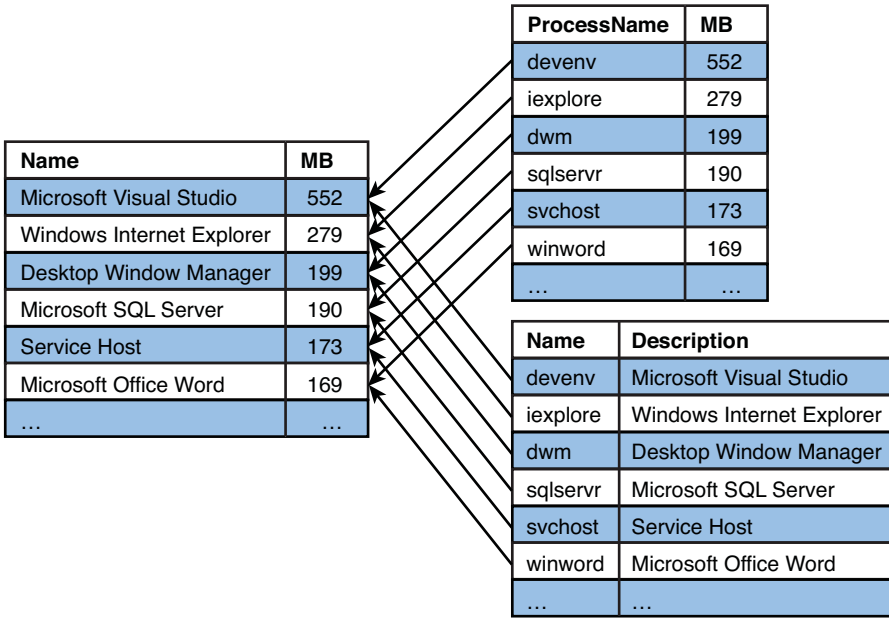 Name MB
Microsoft Visual Studio 552
Windows Internet Explorer 279
Desktop Window Manager 199
Microsoft SQL Server 190
Service Host 173
Microsoft Office Word 169
… …
ProcessName MB
devenv 552
iexplore 279
dwm 199
sqlservr 190
svchost 173
winword 169
… …
Name Description
devenv Microsoft Visual Studio
iexplore Windows Internet Explorer
dwm Desktop Window Manager
sqlservr Microsoft SQL Server
svchost Service Host
winword Microsoft Office Word
… …